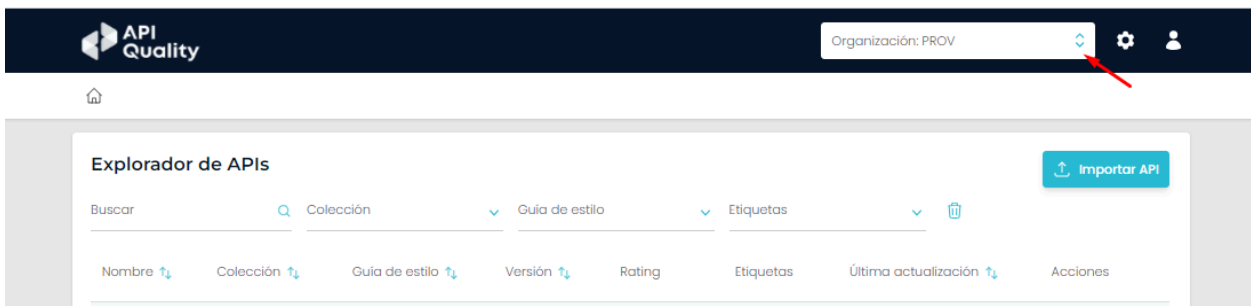 API
Quality
Organización: PROV
Explorador de APIs
Importar API
Buscar
Colección
Guía de estilo
Etiquetas
Nombre
Colección
Guía de estilo
Versión
Rating
Etiquetas
Última actualización
Acciones